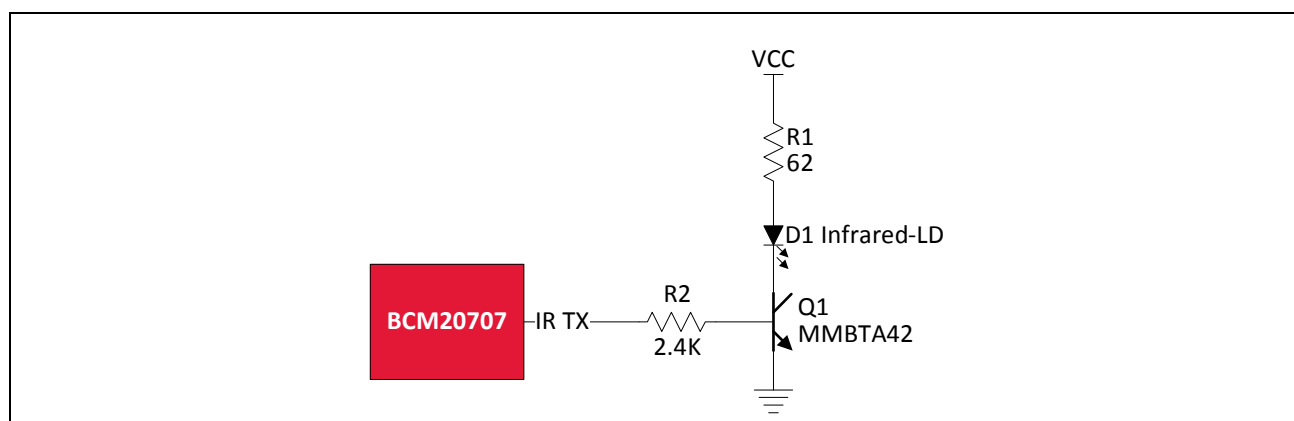 VCC
R1
62
D1 Infrared-LD
BCM20707
IR TX
R2
2.4K
Q1
MMBTA42